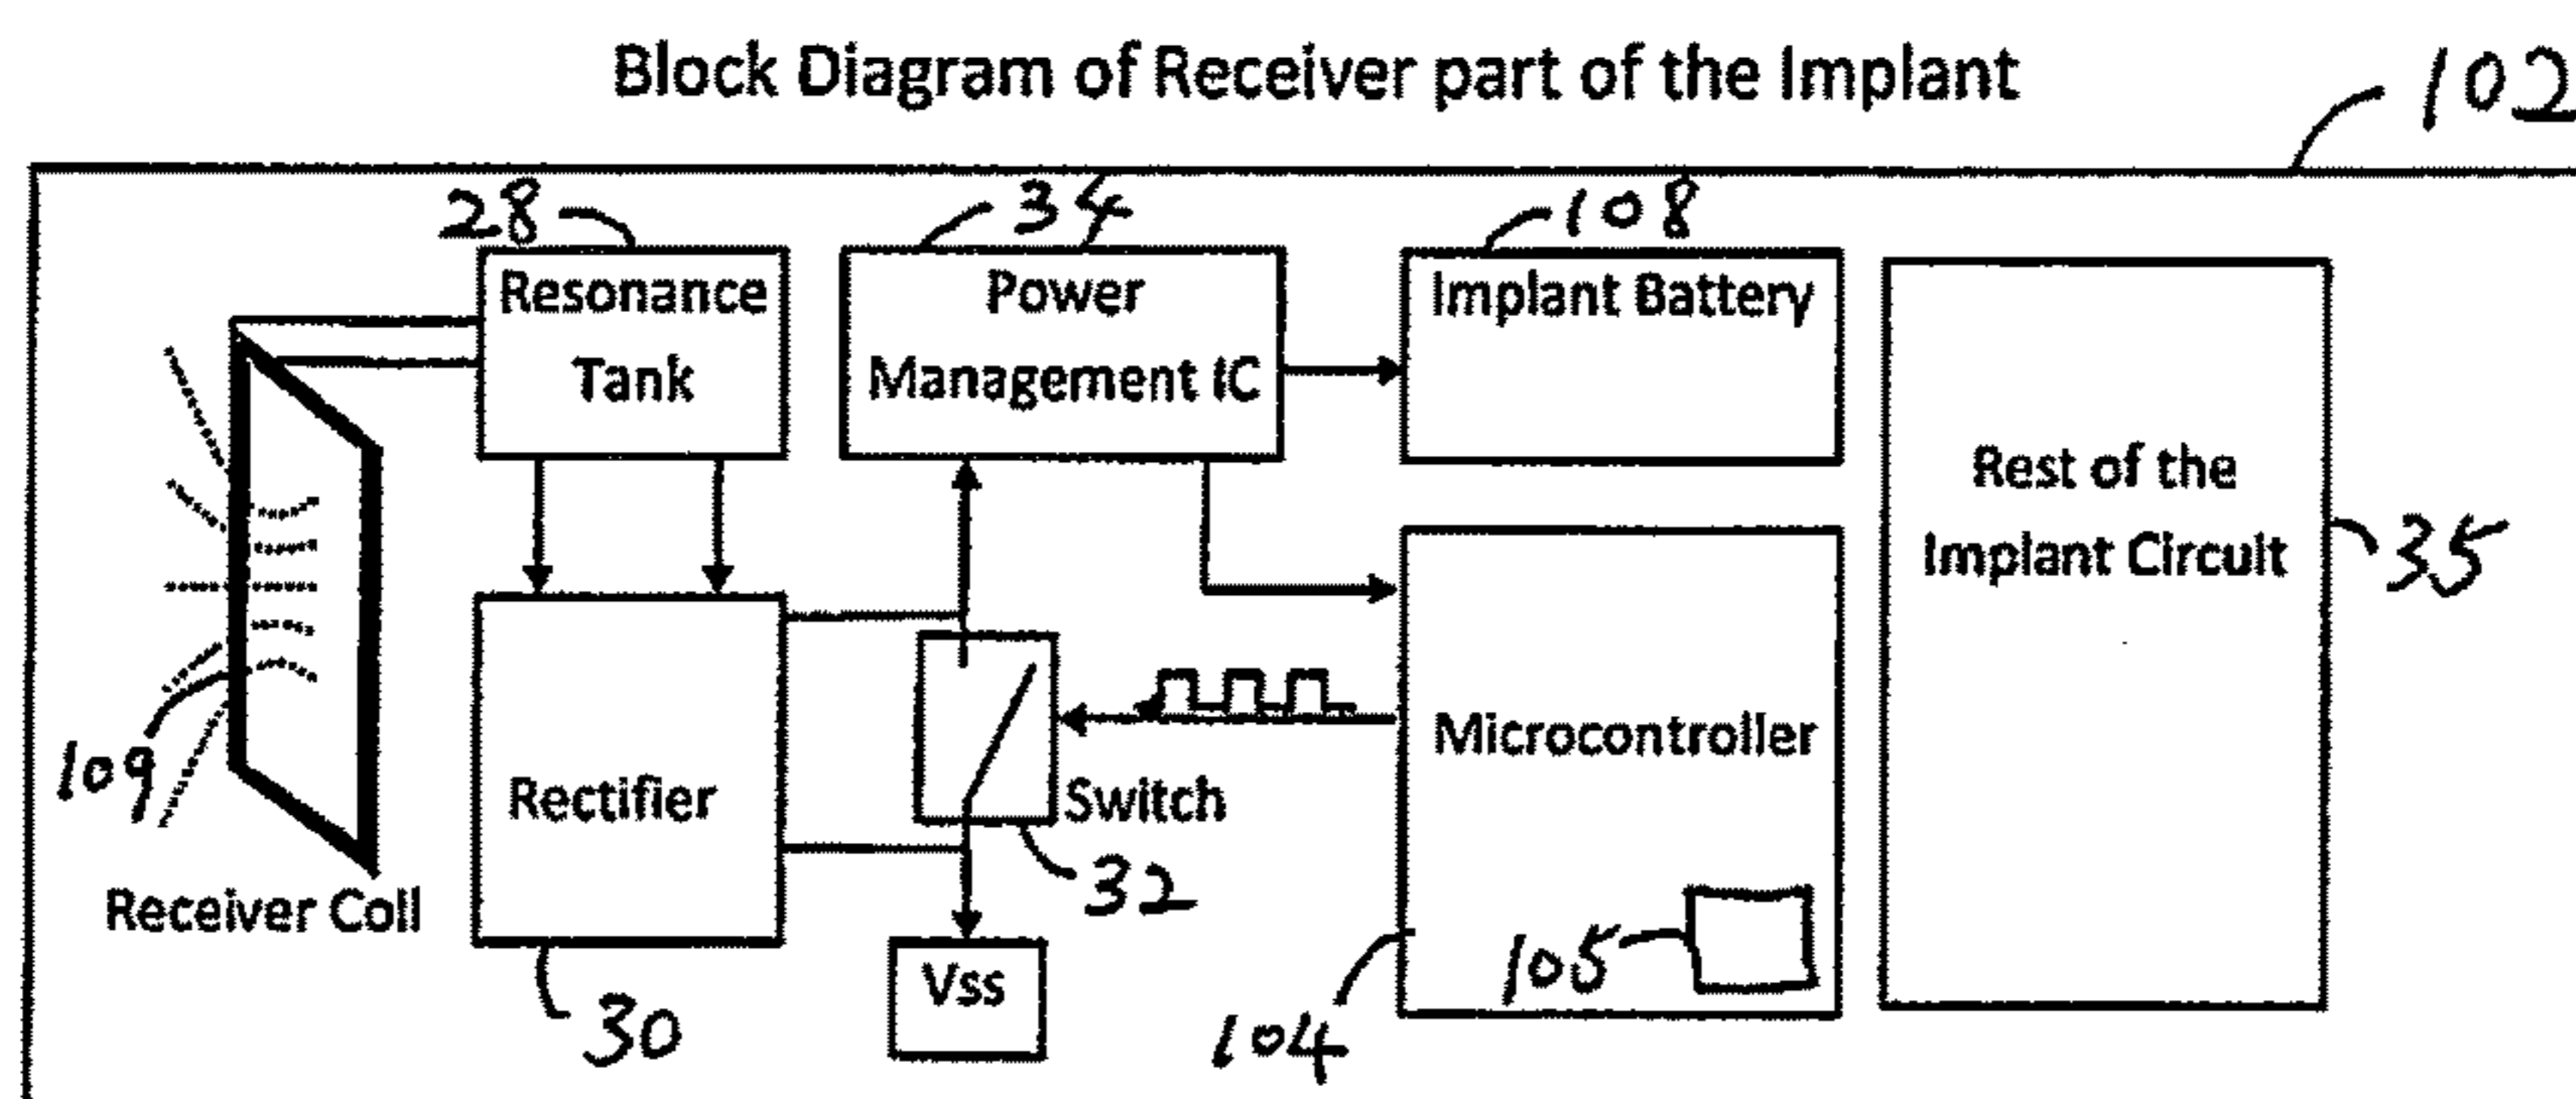 Block Diagram of Receiver part of the Implant
102
28
34
108
Resonance
Tank
Power
Management IC
Implant Battery
Rest of the
Implant Circuit
35
109
Receiver Coil
Rectifier
30
Switch
32
Vss
Microcontroller
105
104